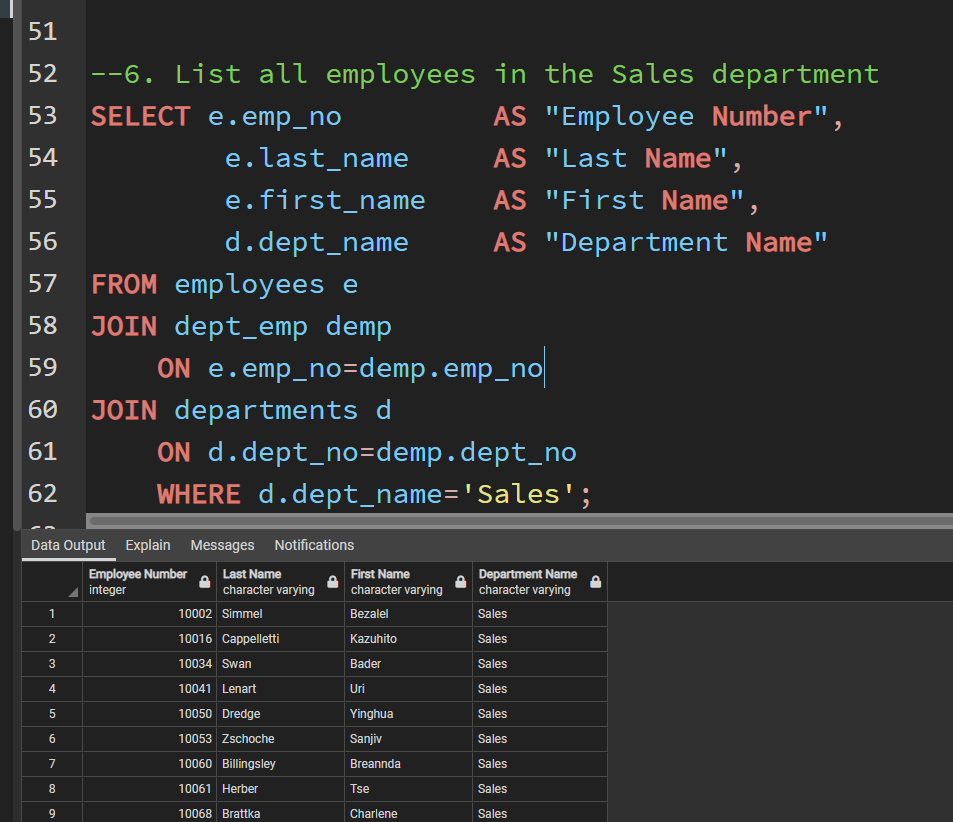 51
52 --6. List all employees in the Sales department
53 SELECT e.emp_no AS "Employee Number",
54 e.last_name AS "Last Name",
55 e.first_name AS "First Name",
56 d.dept_name AS "Department Name"
57 FROM employees e
58 JOIN dept_emp demp
59 ON e.emp_no=demp.emp_no
60 JOIN departments d
61 ON d.dept_no=demp.dept_no
62 WHERE d.dept_name='Sales';
Data Output Explain Messages Notifications
Employee Number Last Name First Name Department Name
integer character varying character varying character varying
1 10002 Simmel Bezalel Sales
2 10016 Cappelletti Kazuhito Sales
3 10034 Swan Bader Sales
4 10041 Lenart Uri Sales
5 10050 Dredge Yinghua Sales
6 10053 Zschoche Sanjiv Sales
7 10060 Billingsley Breannda Sales
8 10061 Herber Tse Sales
9 10068 Brattka Charlene Sales